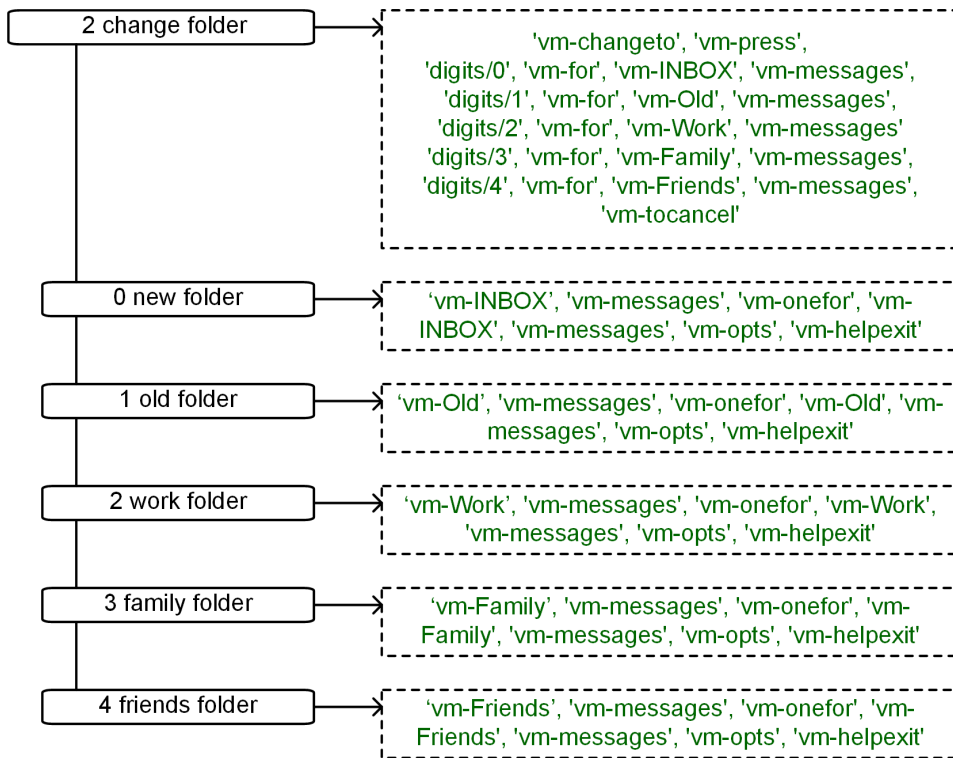 2 change folder
'vm-changeto', 'vm-press',
'digits/0', 'vm-for', 'vm-INBOX', 'vm-messages',
'digits/1', 'vm-for', 'vm-Old', 'vm-messages',
'digits/2', 'vm-for', 'vm-Work', 'vm-messages'
'digits/3', 'vm-for', 'vm-Family', 'vm-messages',
'digits/4', 'vm-for', 'vm-Friends', 'vm-messages',
'vm-tocancel'
0 new folder
‘vm-INBOX’, 'vm-messages', 'vm-onefor', 'vm-
INBOX', 'vm-messages', 'vm-opts', 'vm-helpexit'
1 old folder
‘vm-Old’, 'vm-messages', 'vm-onefor', 'vm-Old', 'vm-
messages', 'vm-opts', 'vm-helpexit'
2 work folder
‘vm-Work’, 'vm-messages', 'vm-onefor', 'vm-Work',
'vm-messages', 'vm-opts', 'vm-helpexit'
3 family folder
‘vm-Family’, 'vm-messages', 'vm-onefor', 'vm-
Family', 'vm-messages', 'vm-opts', 'vm-helpexit'
4 friends folder
‘vm-Friends’, 'vm-messages', 'vm-onefor', 'vm-
Friends', 'vm-messages', 'vm-opts', 'vm-helpexit'